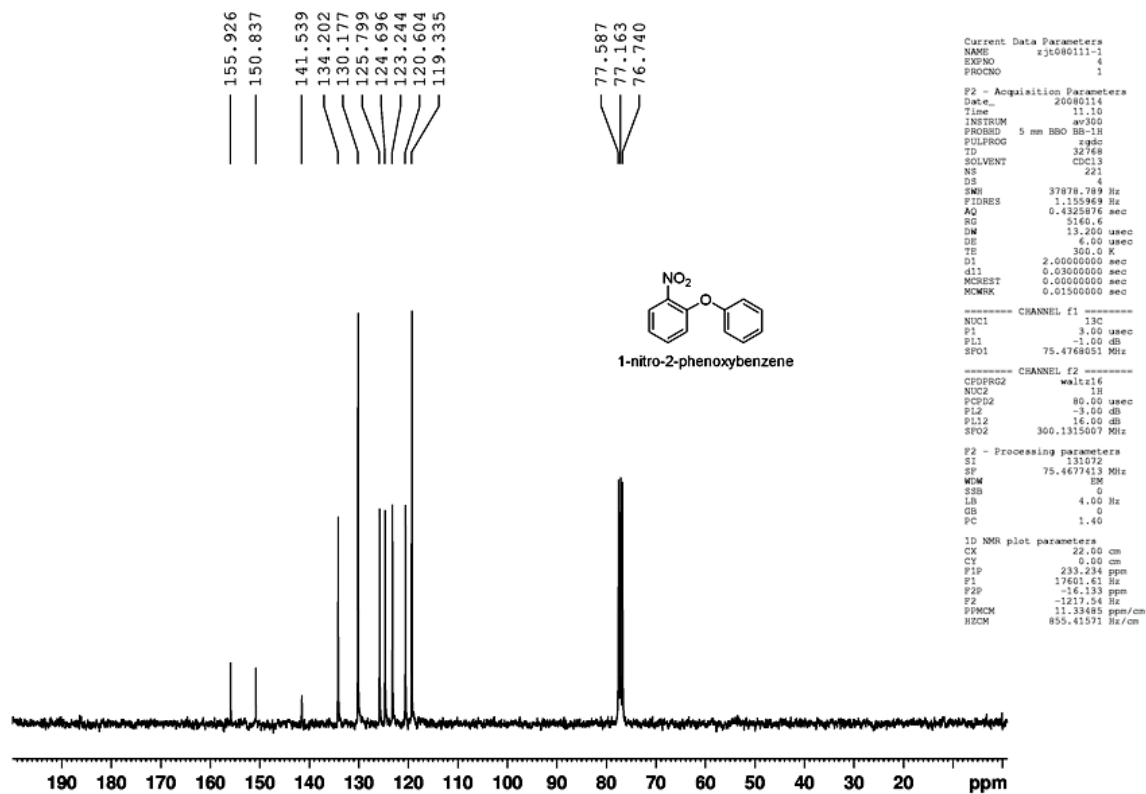 155.926
150.837
141.539
134.202
130.177
125.799
124.696
123.244
120.604
119.335
77.587
77.163
76.740
Current Data Parameters
NAME zjt080111-1
EXPNO 4
PROCNO 1
F2 - Acquisition Parameters
Date_ 20080114
Time 11.10
INSTRUM av300
PROBHD 5 mm BBO BB-1H
PULPROG zgdc
TD 32768
SOLVENT CDCl3
NS 221
DS 4
SWH 37878.789 Hz
FIDRES 1.155969 Hz
AQ 0.4325876 sec
RG 5160.6
DW 13.200 usec
DE 6.00 usec
TE 300.0 K
D1 2.00000000 sec
d11 0.03000000 sec
MCREST 0.00000000 sec
MCWRK 0.01500000 sec
======== CHANNEL f1 ========
NUC1 13C
P1 3.00 usec
PL1 -1.00 dB
SFO1 75.4768051 MHz
======== CHANNEL f2 ========
CPDPRG2 waltz16
NUC2 1H
PCPD2 80.00 usec
PL2 -3.00 dB
PL12 16.00 dB
SFO2 300.1315007 MHz
F2 - Processing parameters
SI 131072
SF 75.4677413 MHz
WDW EM
SSB 0
LB 4.00 Hz
GB 0
PC 1.40
1D NMR plot parameters
CX 22.00 cm
CY 0.00 cm
F1P 233.234 ppm
F1 17601.61 Hz
F2P -16.133 ppm
F2 -1217.54 Hz
PPMCM 11.33485 ppm/cm
HZCM 855.41571 Hz/cm
NO2
O
1-nitro-2-phenoxybenzene
190 180 170 160 150 140 130 120 110 100 90 80 70 60 50 40 30 20 ppm